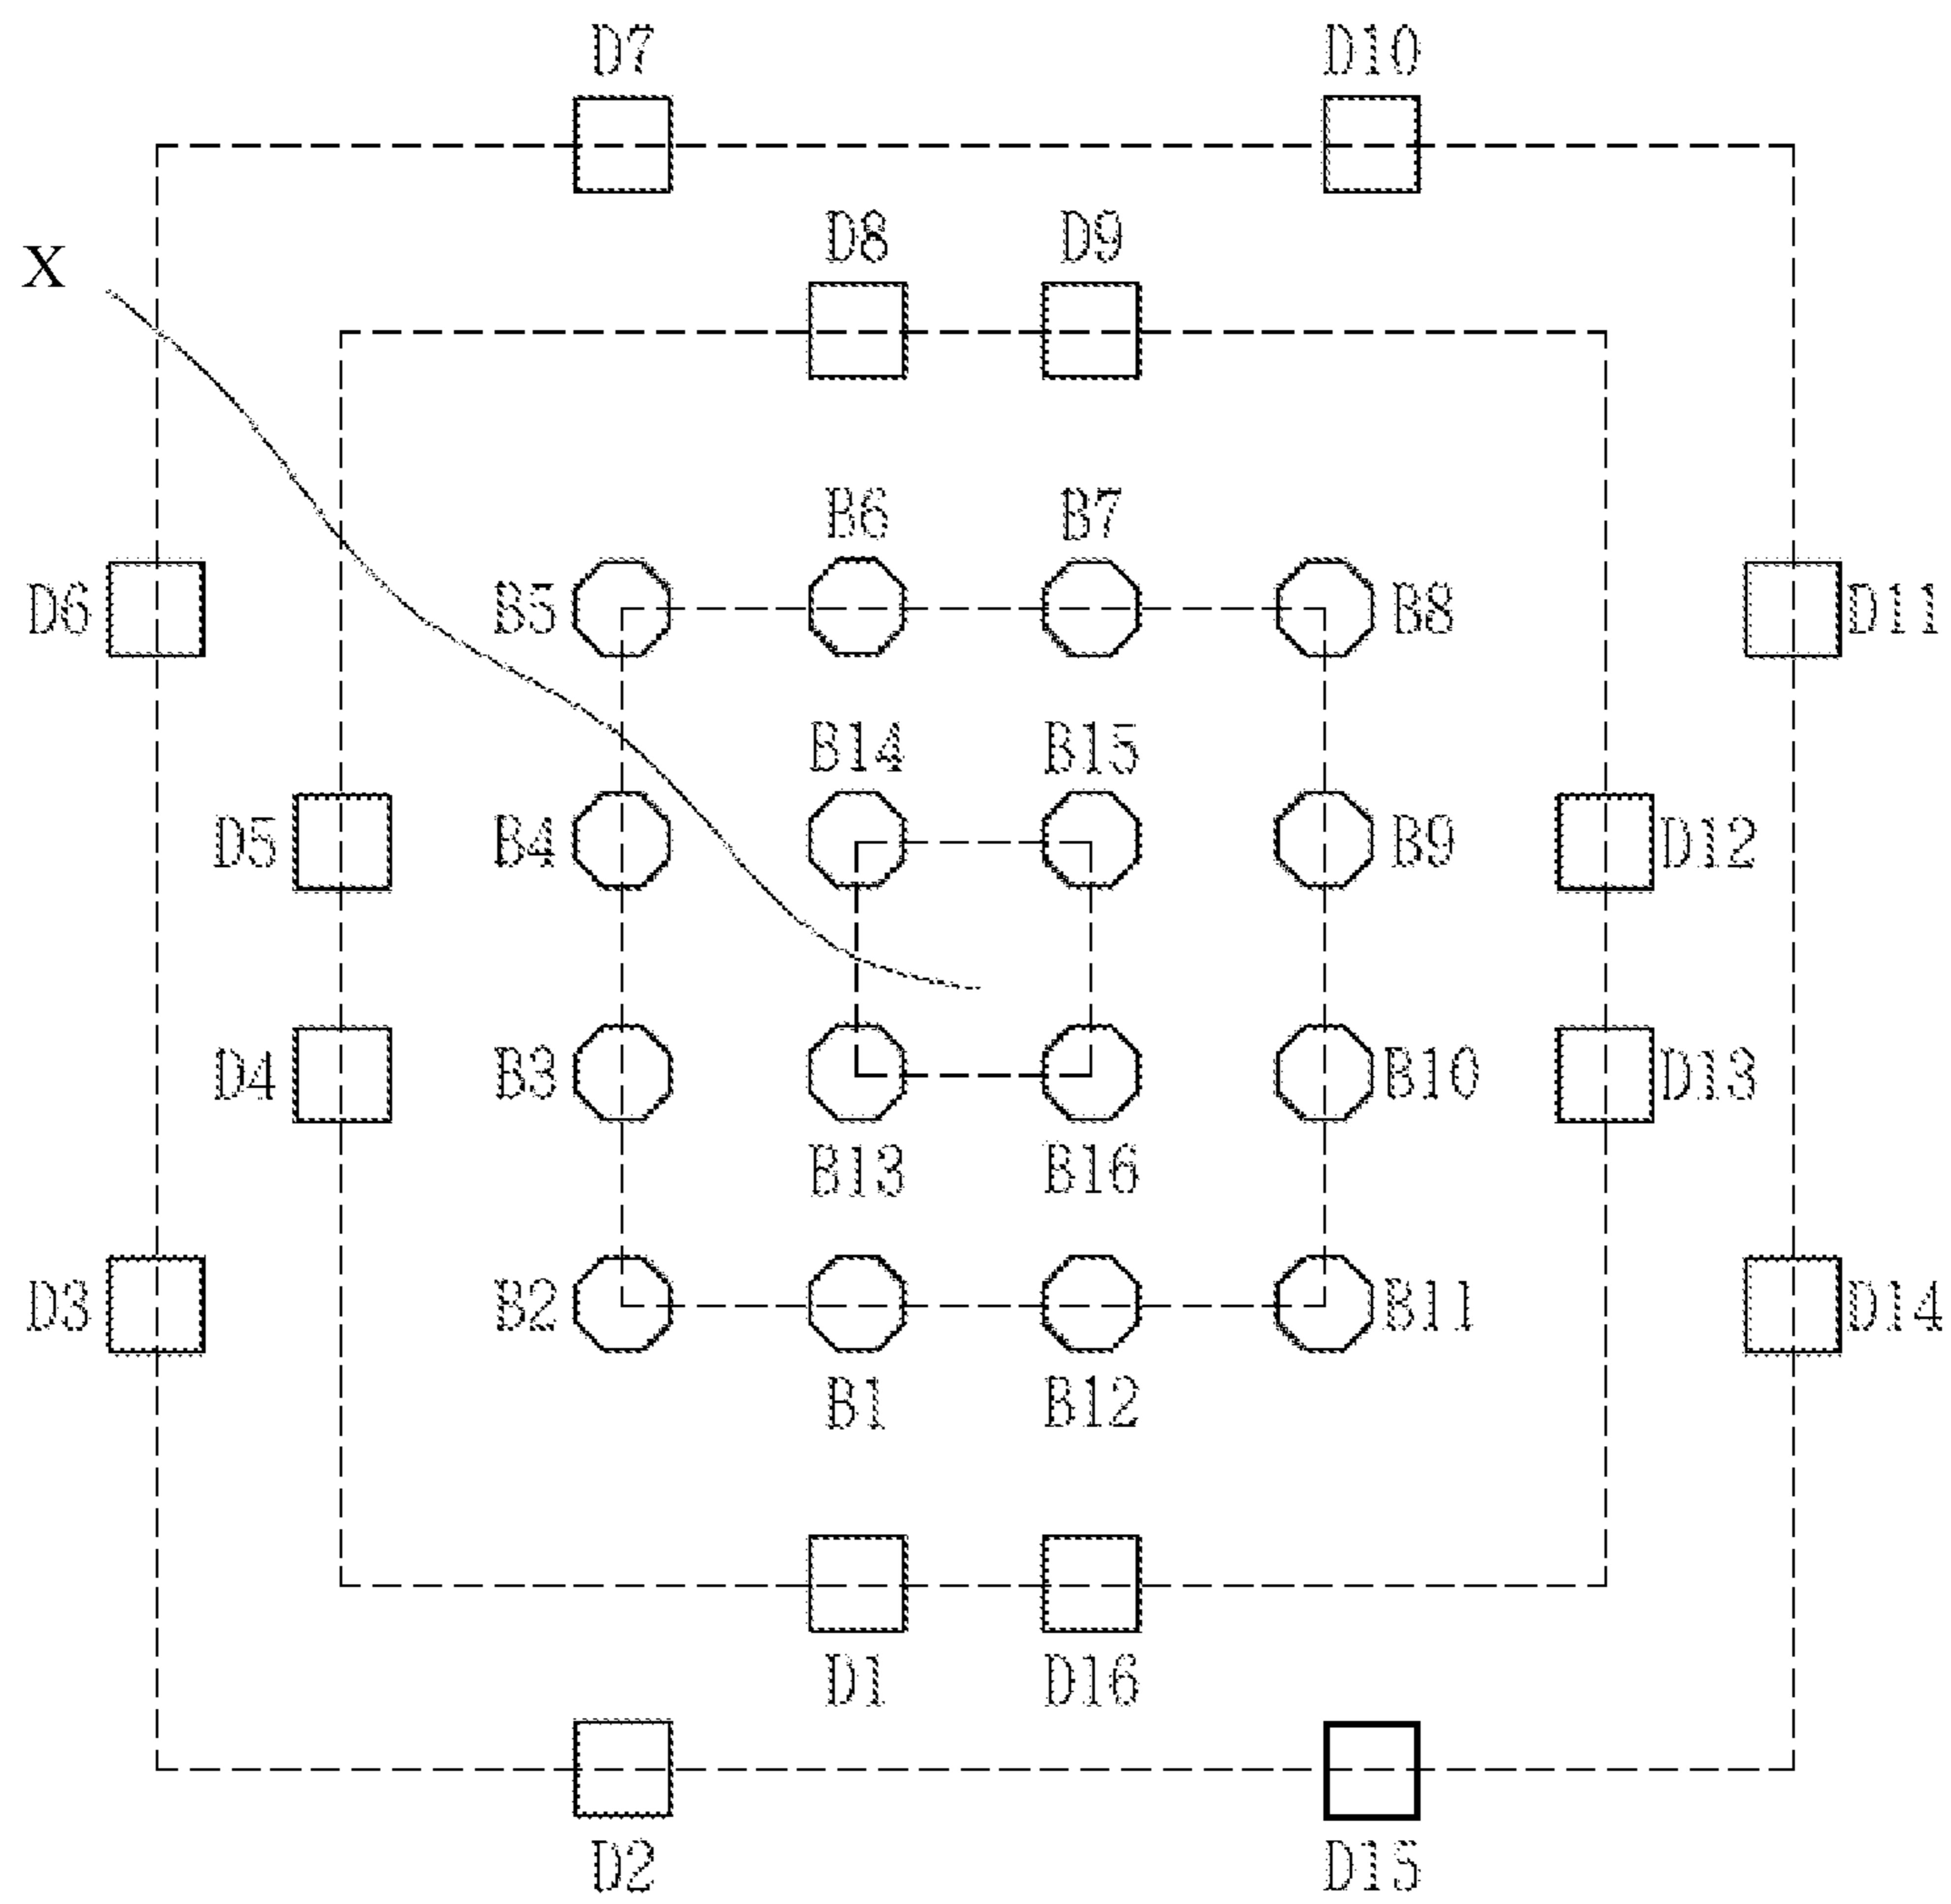 D7 D10
D8 D9
X
B6 B7
D6 B5 B8 D11
B14 B15
D5 B4 B9 D12
D4 B3 B10 D13
B13 B16
D3 B2 B11 D14
B1 B12
D1 D16
D2 D15